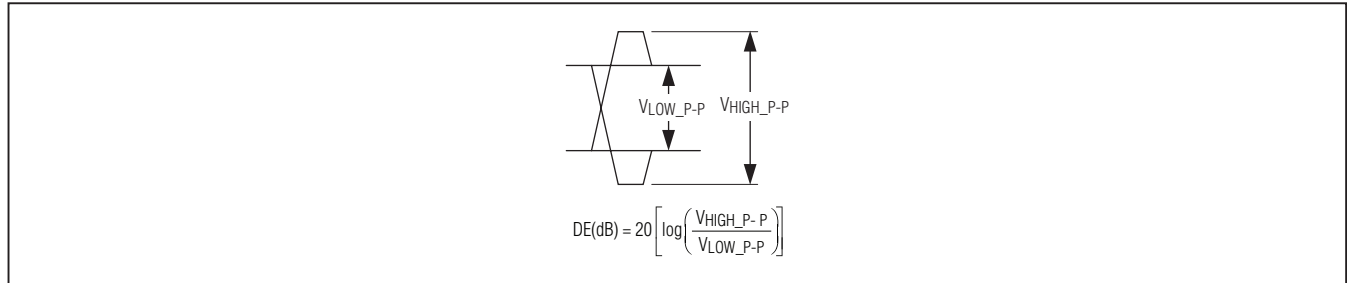 VLOW_P-P VHIGH_P-P
DE(dB) = 20[log(VHIGH_P- P/VLOW_P-P)]